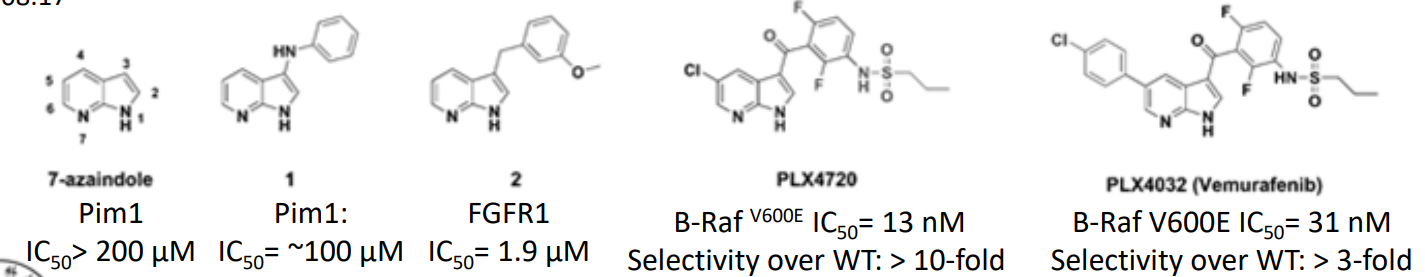 08.17
4
3
5
2
6
N
7
N
H
1
7-azaindole
Pim1
IC50> 200 μM
HN
N
N
H
1
Pim1:
IC50= ~100 μM
O
N
N
H
2
FGFR1
IC50= 1.9 μM
F
O
O
Cl
S
N
H
F
O
N
N
H
PLX4720
B-Raf V600E IC50= 13 nM
Selectivity over WT: > 10-fold
F
Cl
O
O
HN
S
F
O
N
N
H
PLX4032 (Vemurafenib)
B-Raf V600E IC50= 31 nM
Selectivity over WT: > 3-fold